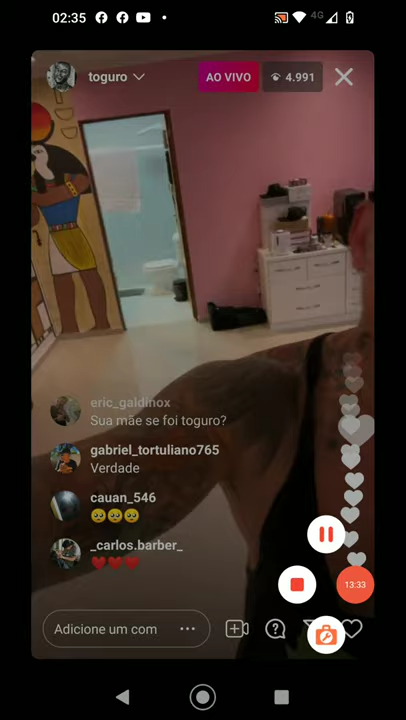 02:35
4G
toguro
AO VIVO
4.991
eric_galdinox
Sua mãe se foi toguro?
gabriel_tortuliano765
Verdade
cauan_546
🥺🥺🥺
_carlos.barber_
❤️❤️❤️
13:33
Adicione um com